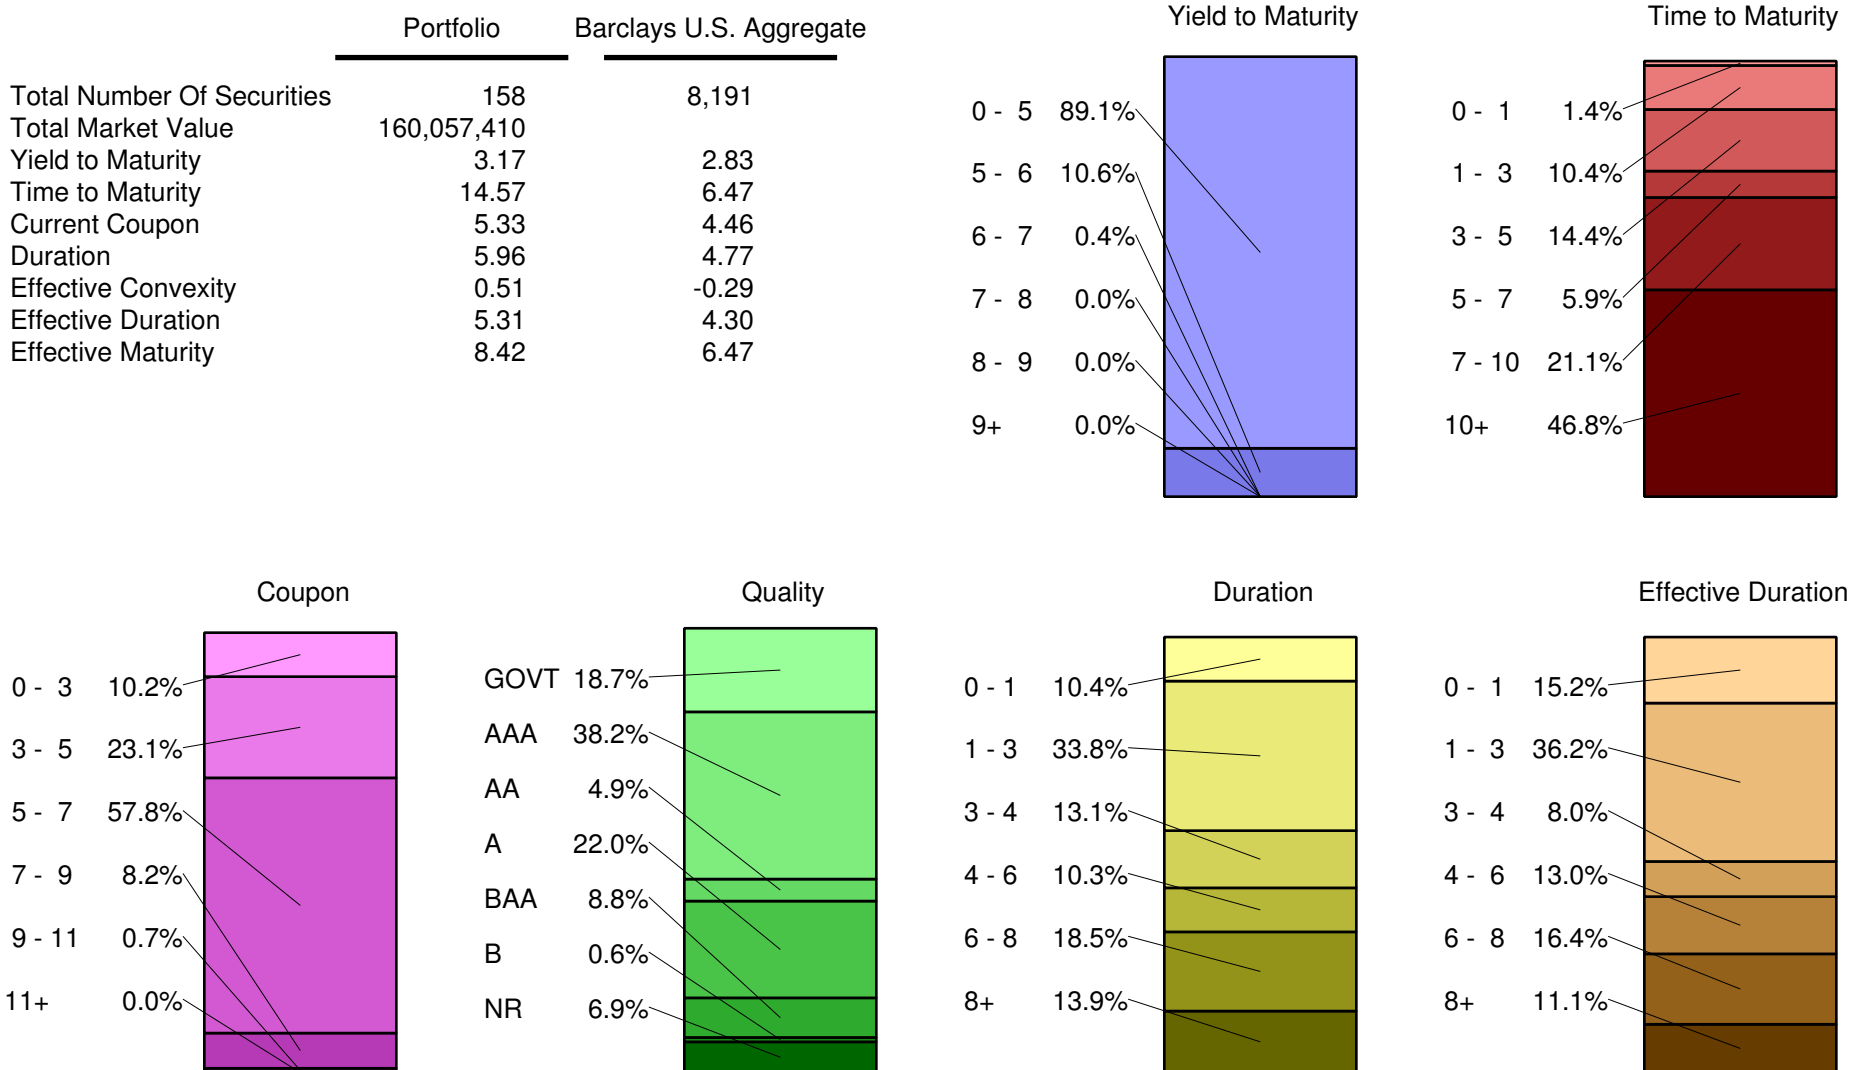 Portfolio Barclays U.S. Aggregate
Total Number Of Securities 158 8,191
Total Market Value 160,057,410
Yield to Maturity 3.17 2.83
Time to Maturity 14.57 6.47
Current Coupon 5.33 4.46
Duration 5.96 4.77
Effective Convexity 0.51 -0.29
Effective Duration 5.31 4.30
Effective Maturity 8.42 6.47
Yield to Maturity
0 - 5 89.1%
5 - 6 10.6%
6 - 7 0.4%
7 - 8 0.0%
8 - 9 0.0%
9+ 0.0%
Time to Maturity
0 - 1 1.4%
1 - 3 10.4%
3 - 5 14.4%
5 - 7 5.9%
7 - 10 21.1%
10+ 46.8%
Coupon
0 - 3 10.2%
3 - 5 23.1%
5 - 7 57.8%
7 - 9 8.2%
9 - 11 0.7%
11+ 0.0%
Quality
GOVT 18.7%
AAA 38.2%
AA 4.9%
A 22.0%
BAA 8.8%
B 0.6%
NR 6.9%
Duration
0 - 1 10.4%
1 - 3 33.8%
3 - 4 13.1%
4 - 6 10.3%
6 - 8 18.5%
8+ 13.9%
Effective Duration
0 - 1 15.2%
1 - 3 36.2%
3 - 4 8.0%
4 - 6 13.0%
6 - 8 16.4%
8+ 11.1%